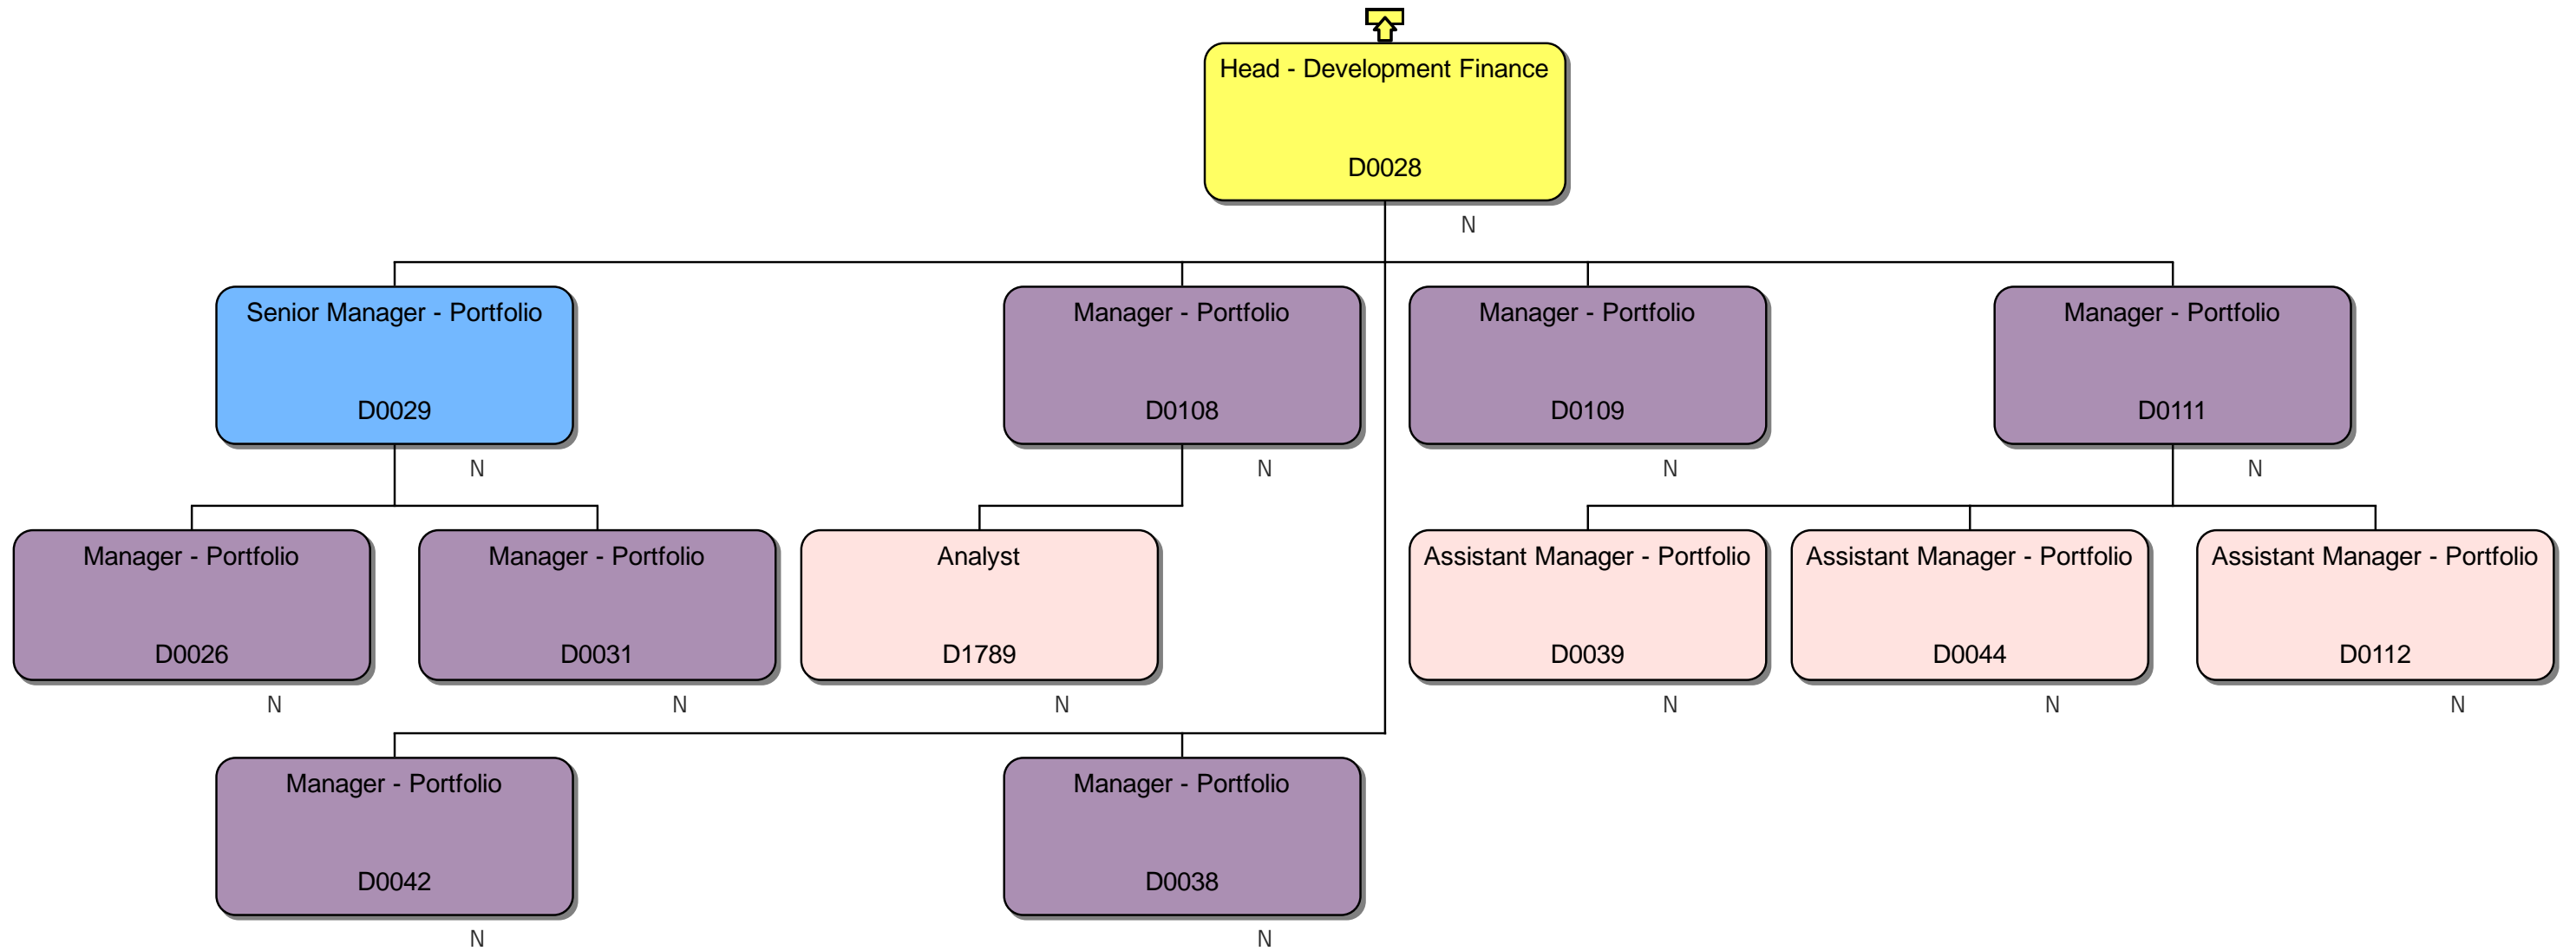 Head - Development Finance
D0028
N
Senior Manager - Portfolio
D0029
N
Manager - Portfolio
D0108
N
Manager - Portfolio
D0109
N
Manager - Portfolio
D0111
N
Manager - Portfolio
D0026
N
Manager - Portfolio
D0031
N
Analyst
D1789
N
Assistant Manager - Portfolio
D0039
N
Assistant Manager - Portfolio
D0044
N
Assistant Manager - Portfolio
D0112
N
Manager - Portfolio
D0042
N
Manager - Portfolio
D0038
N